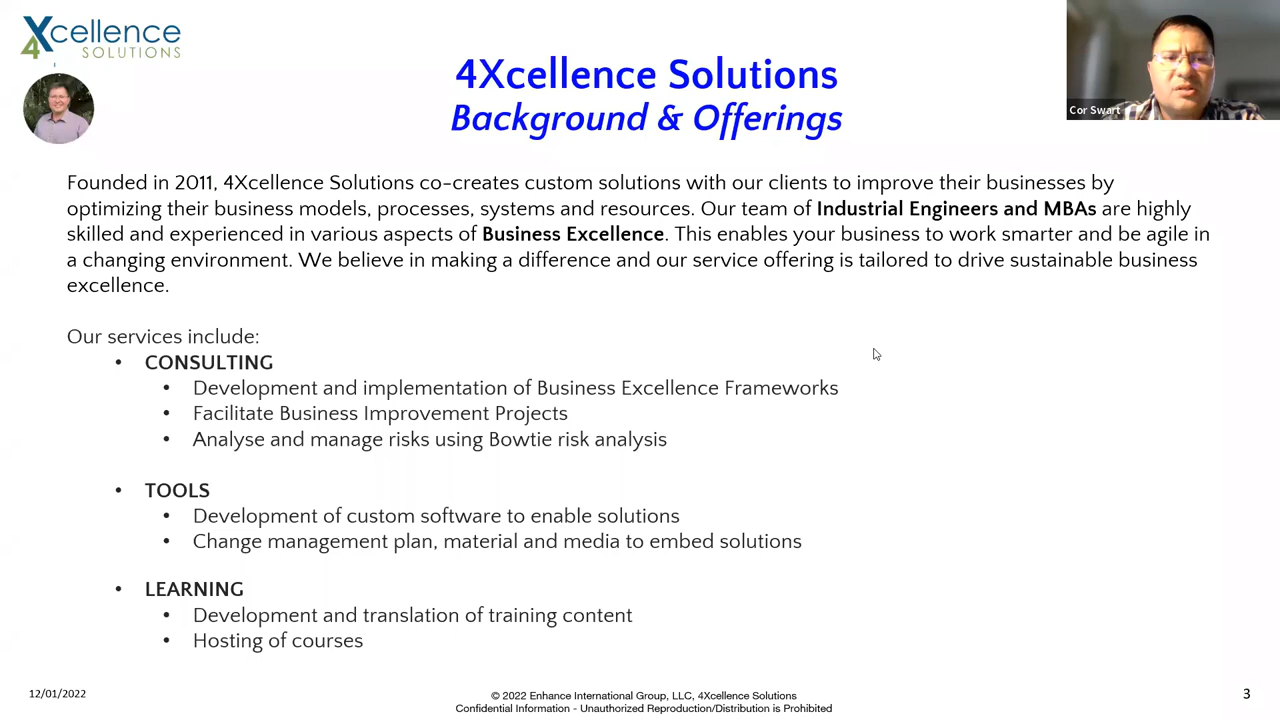 4Xcellence
SOLUTIONS
4Xcellence Solutions
Background & Offerings
Cor Swart
Founded in 2011, 4Xcellence Solutions co-creates custom solutions with our clients to improve their businesses by
optimizing their business models, processes, systems and resources. Our team of Industrial Engineers and MBAs are highly
skilled and experienced in various aspects of Business Excellence. This enables your business to work smarter and be agile in
a changing environment. We believe in making a difference and our service offering is tailored to drive sustainable business
excellence.
Our services include:
• CONSULTING
• Development and implementation of Business Excellence Frameworks
• Facilitate Business Improvement Projects
• Analyse and manage risks using Bowtie risk analysis
• TOOLS
• Development of custom software to enable solutions
• Change management plan, material and media to embed solutions
• LEARNING
• Development and translation of training content
• Hosting of courses
12/01/2022
© 2022 Enhance International Group, LLC, 4Xcellence Solutions
Confidential Information - Unauthorized Reproduction/Distribution is Prohibited
3